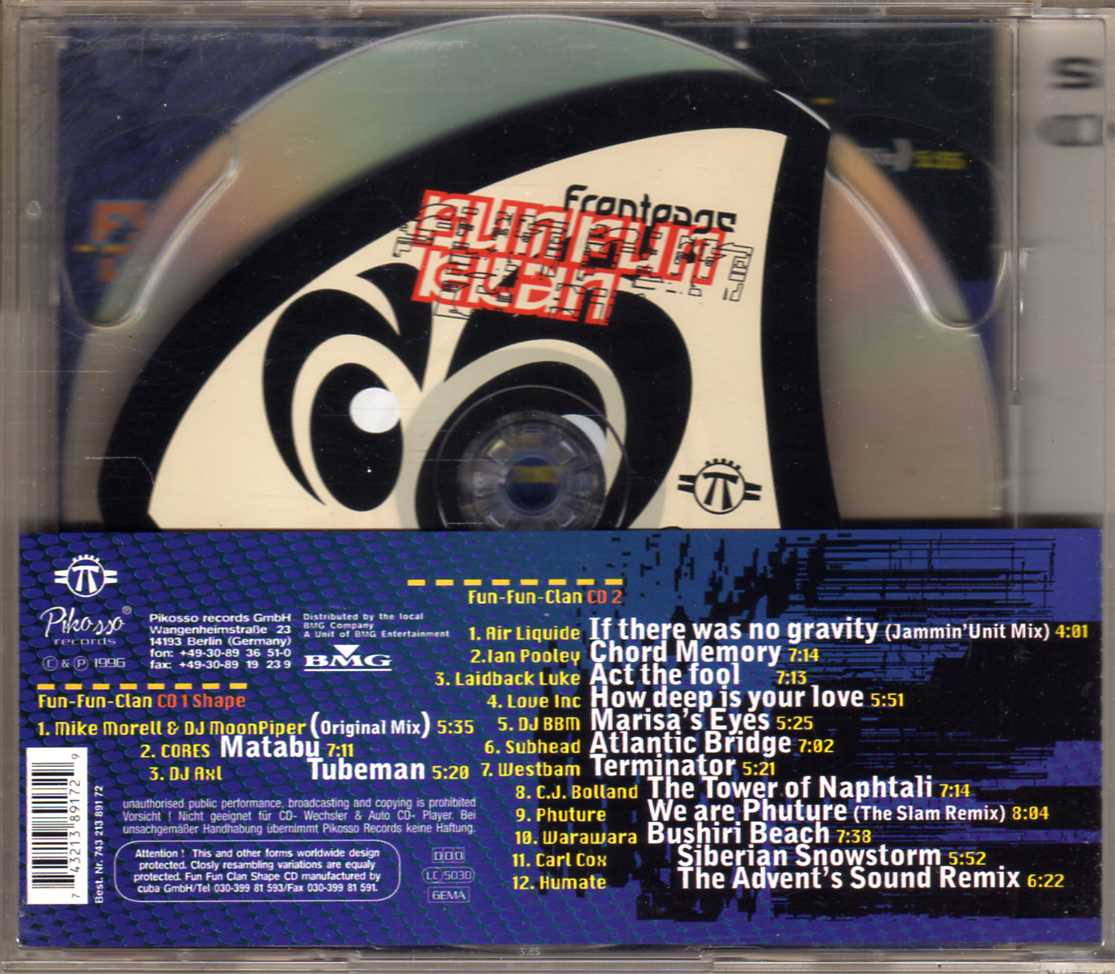 Frontpage
Fun Fun
Klan
Pikosso®
records
© & ℗ 1996
Pikosso records GmbH
Wangenheimstraße 23
14193 Berlin (Germany)
fon: +49-30-89 36 51-0
fax: +49-30-89 19 23 9
Distributed by the local
BMG Company
A Unit of BMG Entertainment
BMG
Fun-Fun-Clan CD 1 Shape
1. Mike Morell & DJ MoonPiper (Original Mix) 5:35
2. CORES Matabu 7:11
3. DJ Axl Tubeman 5:20
Fun-Fun-Clan CD 2
1. Air Liquide If there was no gravity (Jammin'Unit Mix) 4:01
2.Ian Pooley Chord Memory 7:14
3. Laidback Luke Act the fool 7:13
4. Love Inc How deep is your love 5:51
5. DJ BBM Marisa's Eyes 5:25
6. Subhead Atlantic Bridge 7:02
7. Westbam Terminator 5:21
8. C.J. Bolland The Tower of Naphtali 7:14
9. Phuture We are Phuture (The Slam Remix) 8:04
10. Warawara Bushiri Beach 7:38
11. Carl Cox Siberian Snowstorm 5:52
12. Humate The Advent's Sound Remix 6:22
unauthorised public performance, broadcasting and copying is prohibited
Vorsicht ! Nicht geeignet für CD- Wechsler & Auto CD- Player. Bei
unsachgemäßer Handhabung übernimmt Pikosso Records keine Haftung.
Attention ! This and other forms worldwide design
protected. Closly resambling variations are equaly
protected. Fun Fun Clan Shape CD manufactured by
cuba GmbH/Tel 030-399 81 593/Fax 030-399 81 591.
DDD
LC 5030
GEMA
7 43213 89172 9
Best. Nr. 743 213 891 72